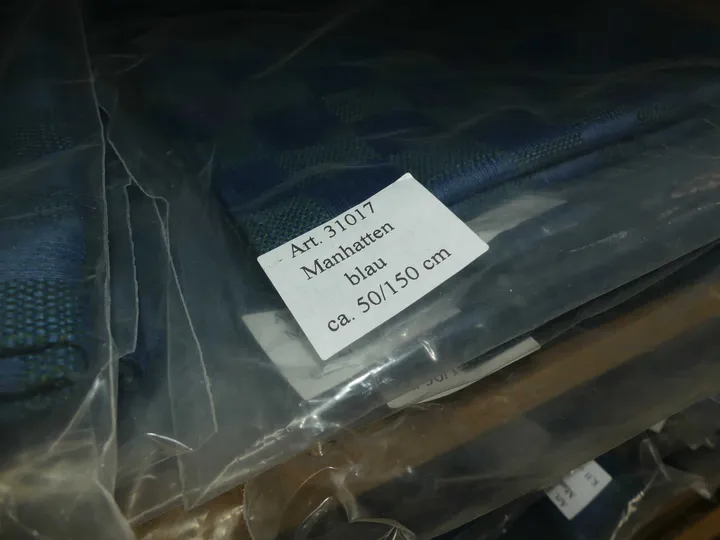 Art. 31017
Manhatten
blau
ca. 50/150 cm